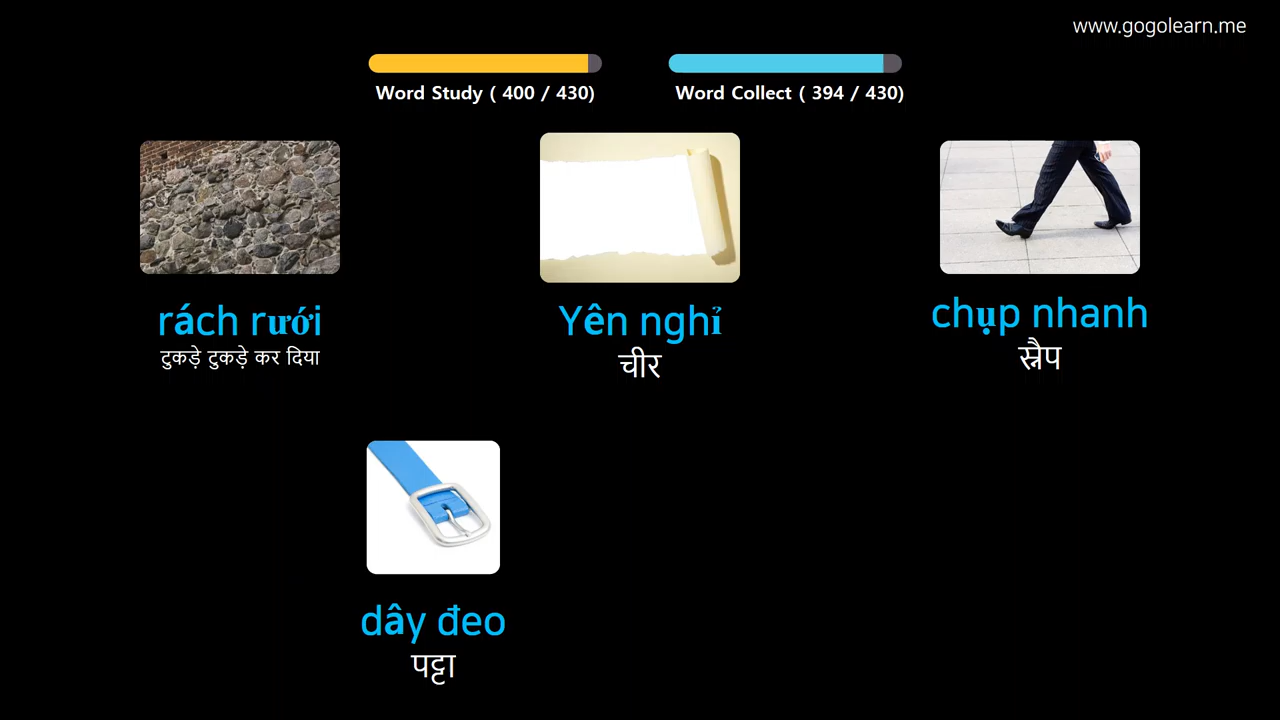 www.gogolearn.me
Word Study ( 400 / 430)
Word Collect ( 394 / 430)
rách rưới
टुकड़े टुकड़े कर दिया
Yên nghỉ
चीर
chụp nhanh
स्नैप
dây đeo
पट्टा